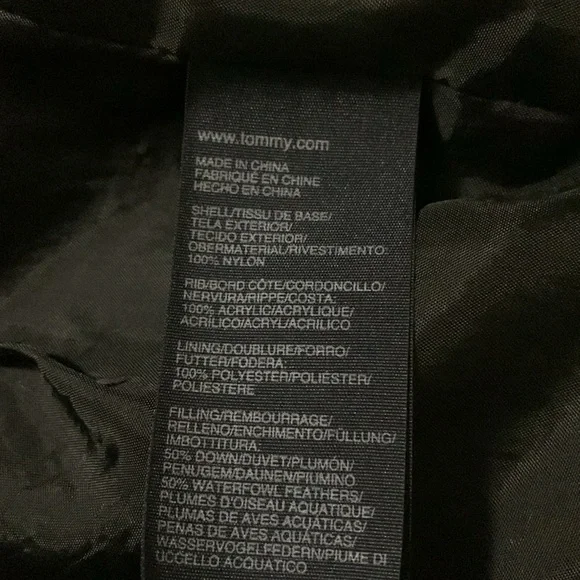 www.tommy.com
MADE IN CHINA
FABRIQUÉ EN CHINE
HECHO EN CHINA
SHELL/TISSU DE BASE/
TELA EXTERIOR/
TECIDO EXTERIOR/
OBERMATERIAL/RIVESTIMENTO:
100% NYLON
RIB/BORD CÔTE/CORDONCILLO/
NERVURA/RIPPE/COSTA:
100% ACRYLIC/ACRYLIQUE/
ACRÍLICO/ACRYL/ACRILICO
LINING/DOUBLURE/FORRO/
FUTTER/FODERA:
100% POLYESTER/POLIÉSTER/
POLIESTERE
FILLING/REMBOURRAGE/
RELLENO/ENCHIMENTO/FÜLLUNG/
IMBOTTITURA:
50% DOWN/DUVET/PLUMÓN/
PENUGEM/DAUNEN/PIUMINO
50% WATERFOWL FEATHERS/
PLUMES D'OISEAU AQUATIQUE/
PLUMAS DE AVES ACUÁTICAS/
PENAS DE AVES AQUÁTICAS/
WASSERVOGELFEDERN/PIUME DI
UCCELLO ACQUATICO